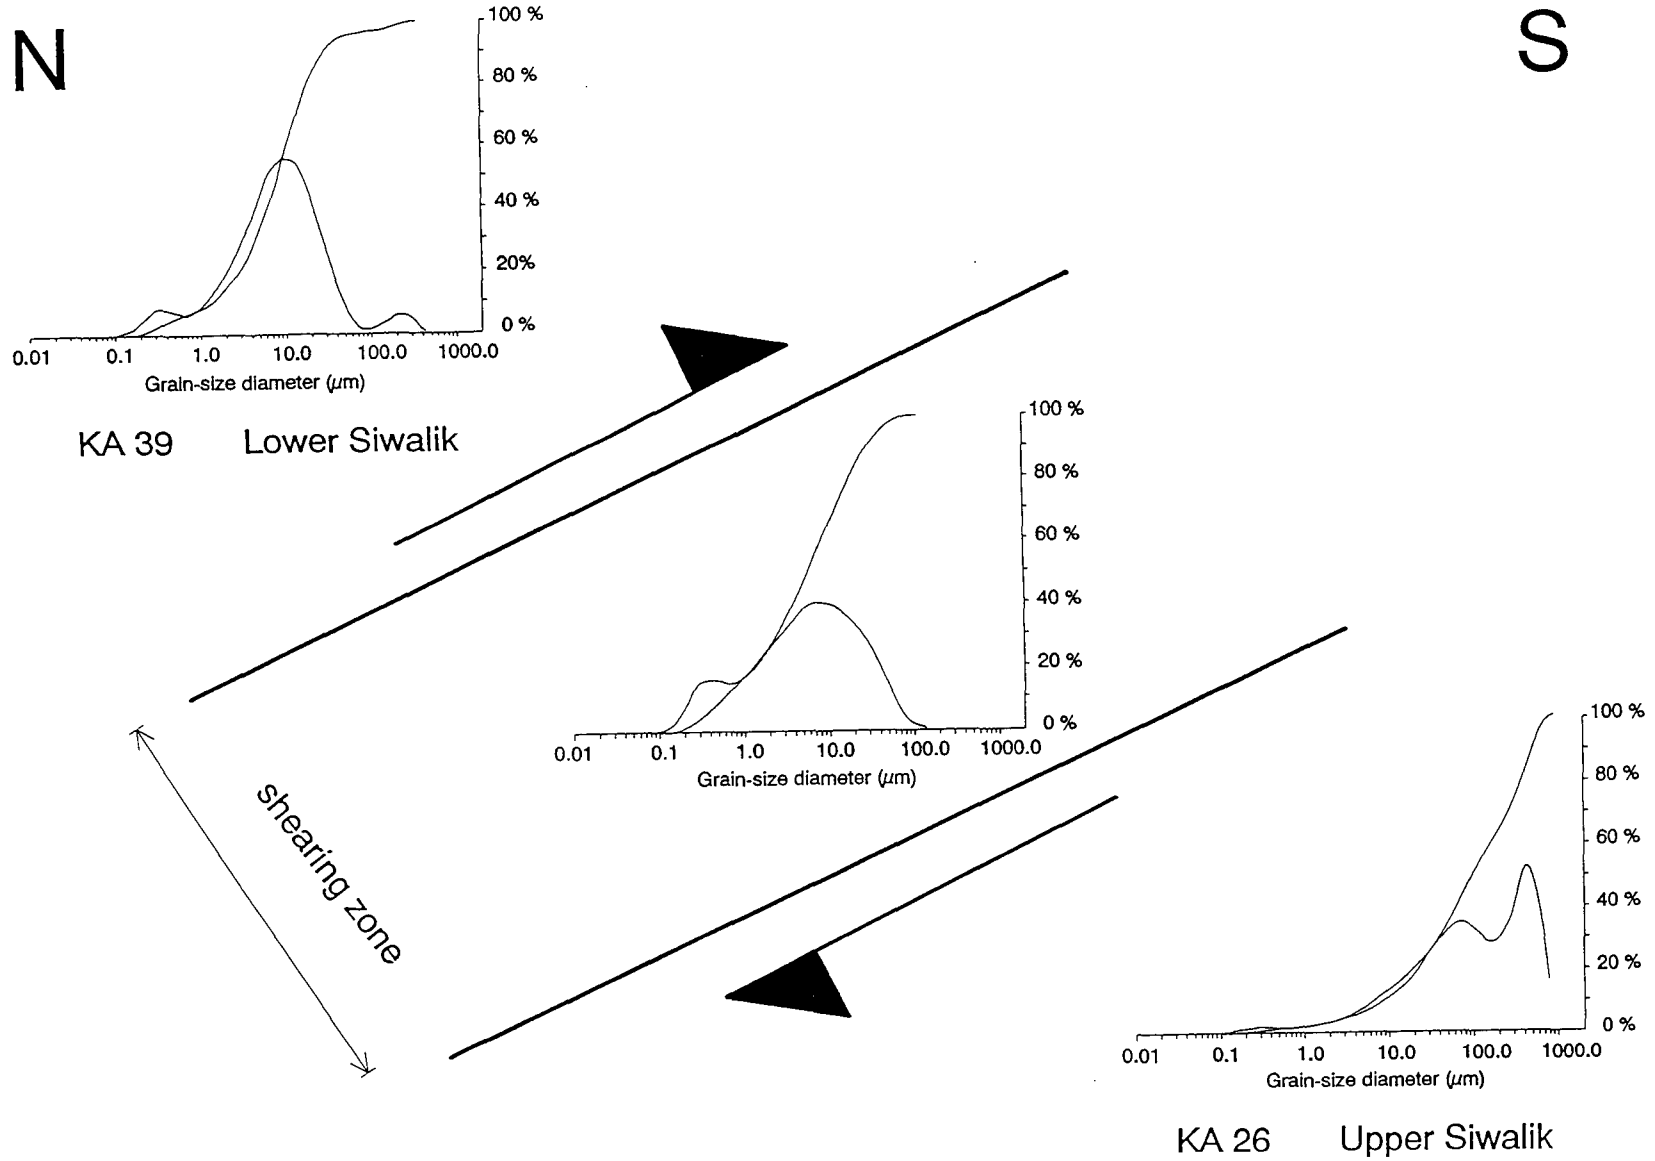 N
S
100 %
80 %
60 %
40 %
20%
0 %
0.01 0.1 1.0 10.0 100.0 1000.0
Grain-size diameter (µm)
KA 39 Lower Siwalik
100 %
80 %
60 %
40 %
20 %
0 %
0.01 0.1 1.0 10.0 100.0 1000.0
Grain-size diameter (µm)
shearing zone
100 %
80 %
60 %
40 %
20 %
0 %
0.01 0.1 1.0 10.0 100.0 1000.0
Grain-size diameter (µm)
KA 26 Upper Siwalik